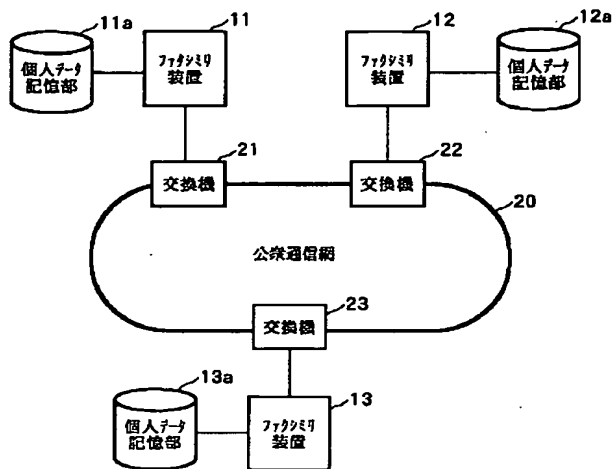 11a
11
12
12a
個人ﾃﾞｰﾀ
記憶部
ﾌｧｸｼﾐﾘ
装置
ﾌｧｸｼﾐﾘ
装置
個人ﾃﾞｰﾀ
記憶部
21
22
交換機
交換機
20
公衆通信網
23
交換機
13a
13
個人ﾃﾞｰﾀ
記憶部
ﾌｧｸｼﾐﾘ
装置